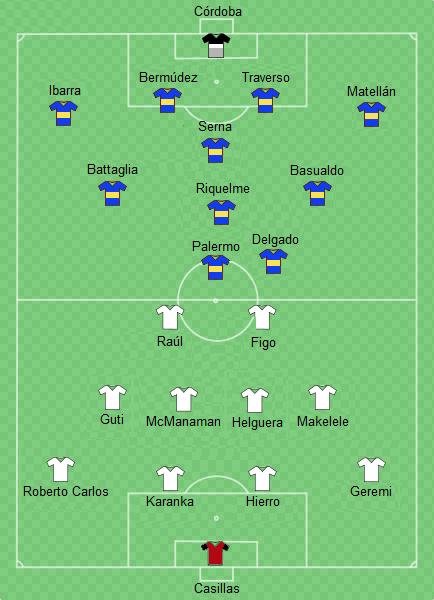 Córdoba
Bermúdez
Traverso
Ibarra
Matellán
Serna
Battaglia
Basualdo
Riquelme
Palermo
Delgado
Raúl
Figo
Guti
McManaman
Helguera
Makelele
Roberto Carlos
Karanka
Hierro
Geremi
Casillas